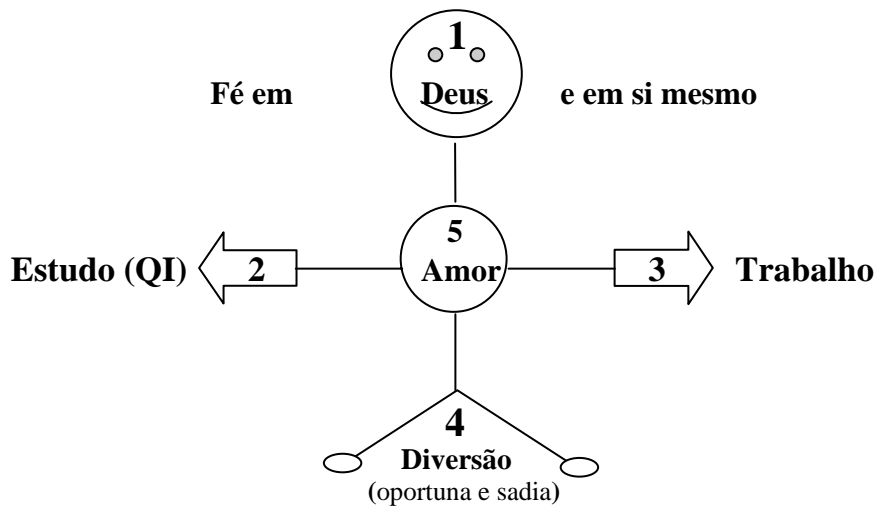 1
Fé em Deus e em si mesmo
5
Estudo (QI) 2 Amor 3 Trabalho
4
Diversão
(oportuna e sadia)